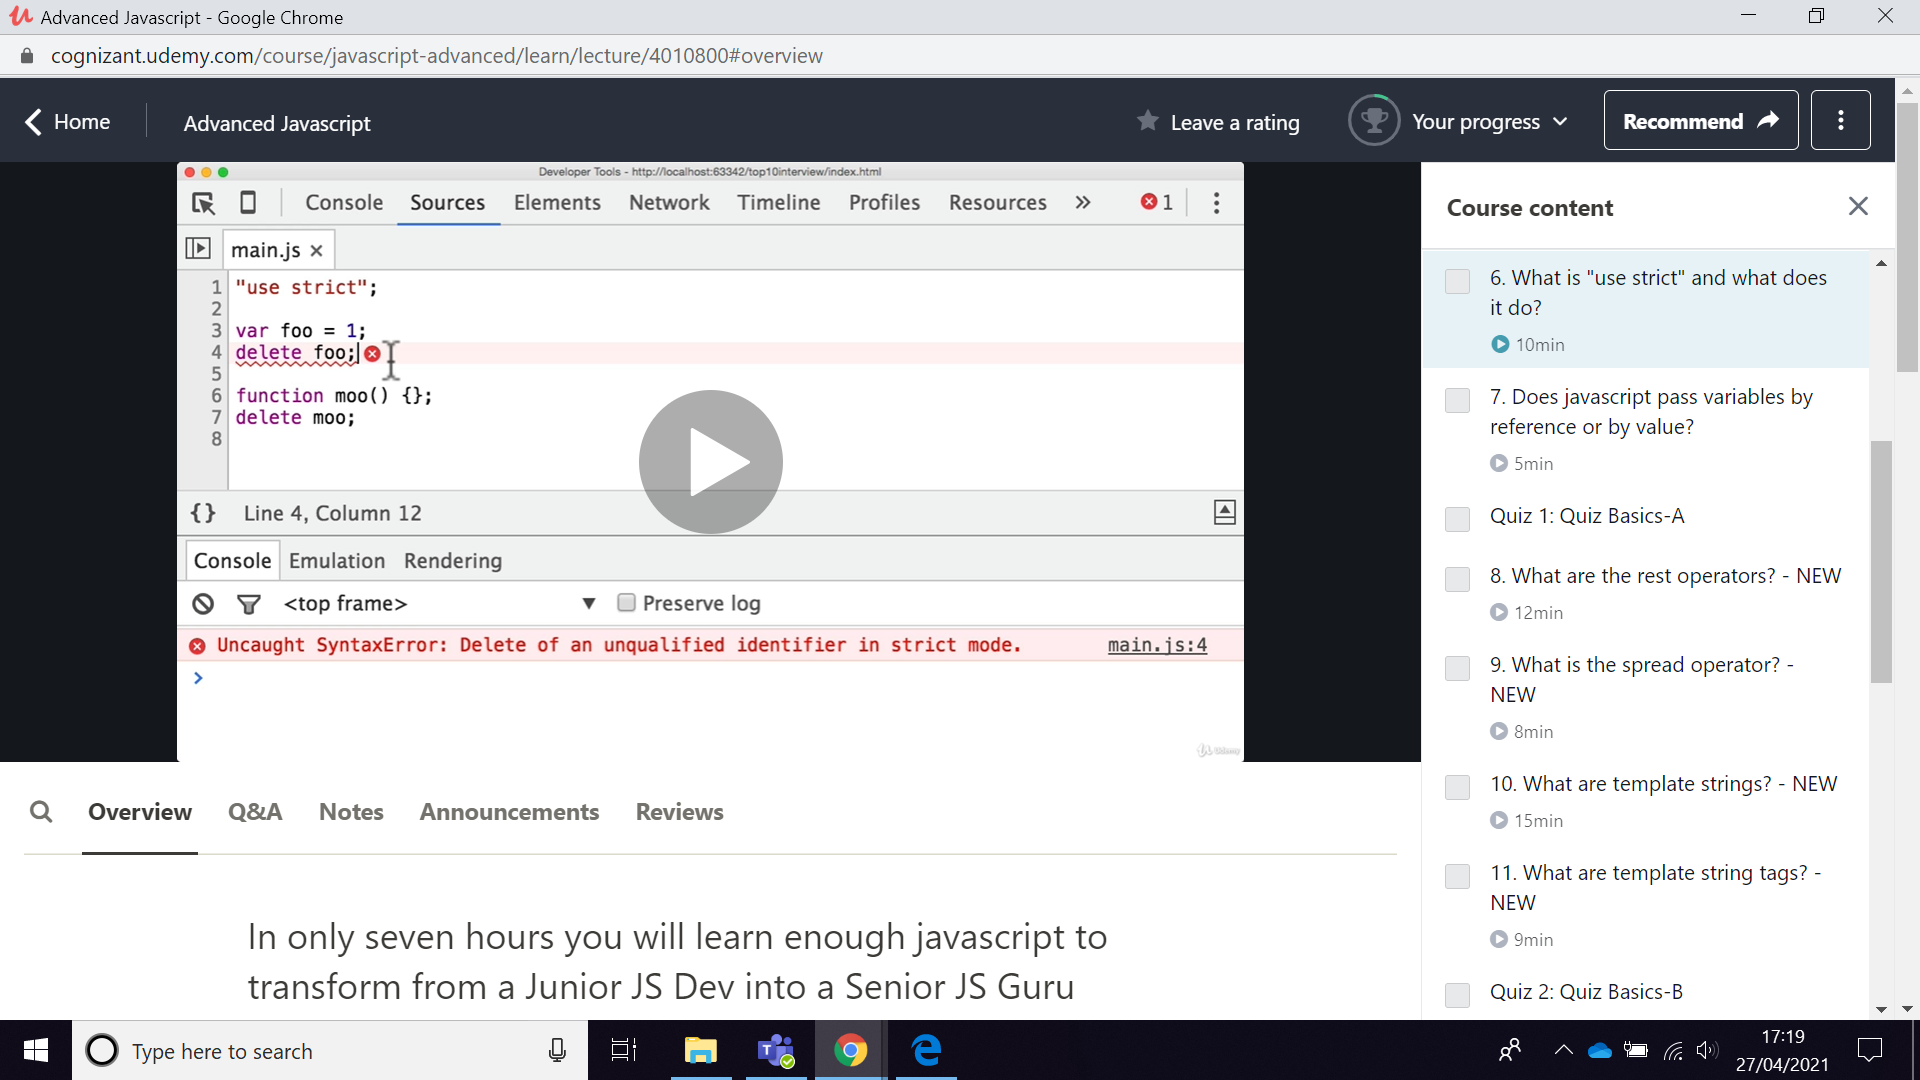 Advanced Javascript - Google Chrome
cognizant.udemy.com/course/javascript-advanced/learn/lecture/4010800#overview
Home
Advanced Javascript
Leave a rating
Your progress
Recommend
Developer Tools - http://localhost:63342/top10interview/index.html
Console Sources Elements Network Timeline Profiles Resources » 1
main.js ×
1 "use strict";
2
3 var foo = 1;
4 delete foo;
5
6 function moo() {};
7 delete moo;
8
{} Line 4, Column 12
Console Emulation Rendering
<top frame> ▼ Preserve log
Uncaught SyntaxError: Delete of an unqualified identifier in strict mode. main.js:4
>
Udemy
Course content
6. What is "use strict" and what does
it do?
10min
7. Does javascript pass variables by
reference or by value?
5min
Quiz 1: Quiz Basics-A
8. What are the rest operators? - NEW
12min
9. What is the spread operator? -
NEW
8min
10. What are template strings? - NEW
15min
11. What are template string tags? -
NEW
9min
Quiz 2: Quiz Basics-B
Overview Q&A Notes Announcements Reviews
In only seven hours you will learn enough javascript to
transform from a Junior JS Dev into a Senior JS Guru
Type here to search
17:19
27/04/2021